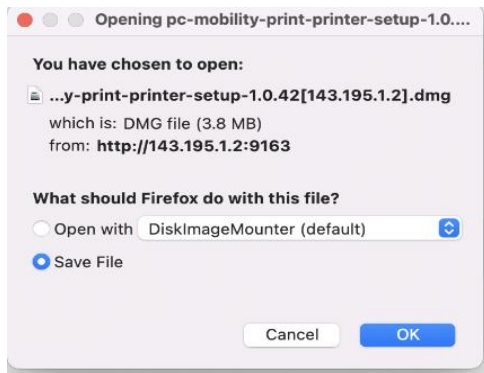 Opening pc-mobility-print-printer-setup-1.0....
You have chosen to open:
...y-print-printer-setup-1.0.42[143.195.1.2].dmg
which is: DMG file (3.8 MB)
from: http://143.195.1.2:9163
What should Firefox do with this file?
Open with DiskImageMounter (default)
Save File
Cancel OK